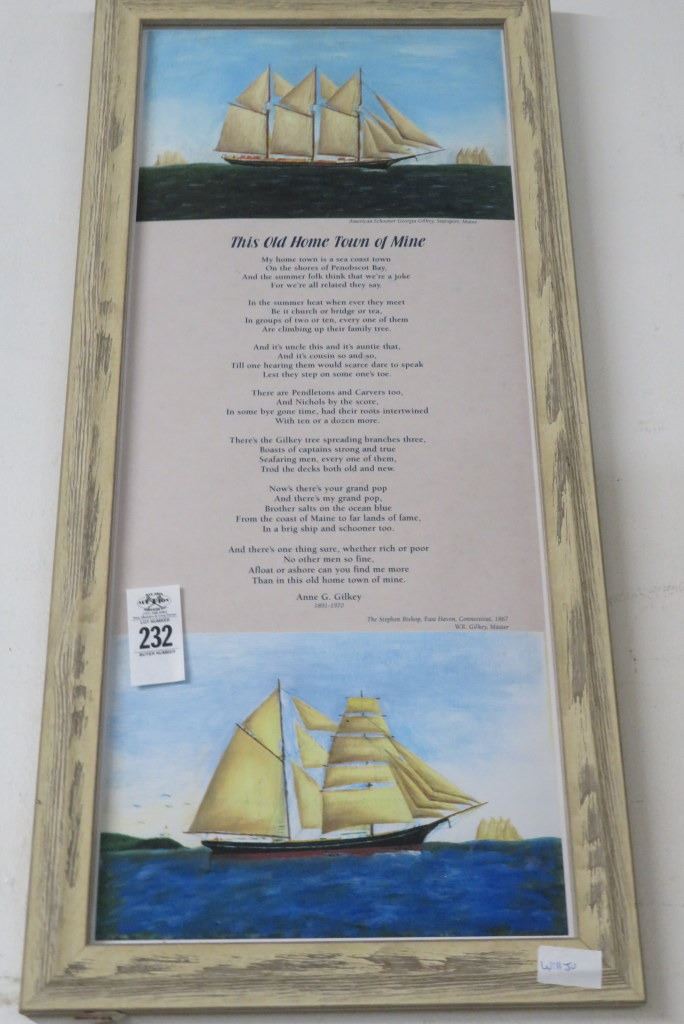 American Schooner Georgia Gilkey, Searsport, Maine
This Old Home Town of Mine
My home town is a sea coast town
On the shores of Penobscot Bay,
And the summer folk think that we're a joke
For we're all related they say.
In the summer heat when ever they meet
Be it church or bridge or tea,
In groups of two or ten, every one of them
Are climbing up their family tree.
And it's uncle this and it's auntie that,
And it's cousin so and so,
Till one hearing them would scarce dare to speak
Lest they step on some one's toe.
There are Pendletons and Carvers too,
And Nichols by the score,
In some bye gone time, had their roots intertwined
With ten or a dozen more.
There's the Gilkey tree spreading branches three,
Boasts of captains strong and true
Seafaring men, every one of them,
Trod the decks both old and new.
Now's there's your grand pop
And there's my grand pop,
Brother salts on the ocean blue
From the coast of Maine to far lands of fame,
In a brig ship and schooner too.
And there's one thing sure, whether rich or poor
No other men so fine,
Afloat or ashore can you find me more
Than in this old home town of mine.
Anne G. Gilkey
1891-1970
The Stephen Bishop, East Haven, Connecticut, 1867
W.R. Gilkey, Master
AUCTION
LOT NUMBER
232
BUYER NUMBER